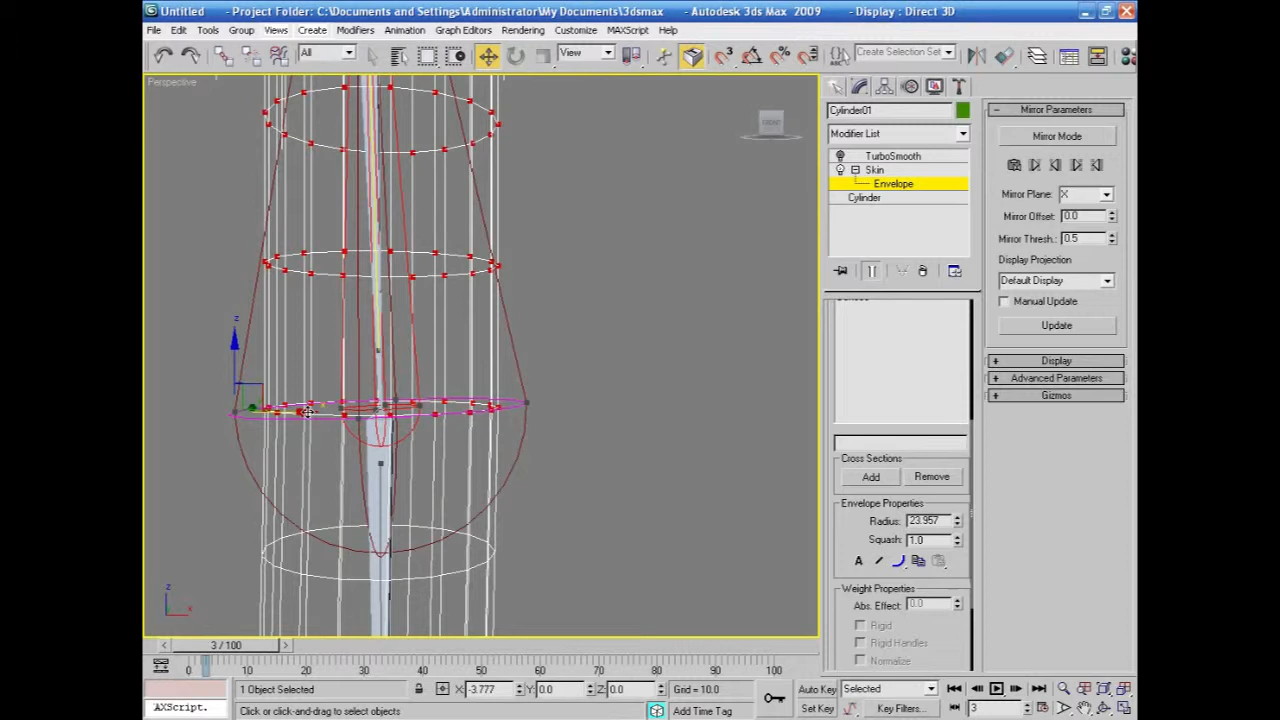 Untitled - Project Folder: C:\Documents and Settings\Administrator\My Documents\3dsmax - Autodesk 3ds Max 2009 - Display : Direct 3D
File Edit Tools Group Views Create Modifiers Animation Graph Editors Rendering Customize MAXScript Help
All View Create Selection Set
Perspective
FRONT
Cylinder01
Modifier List
TurboSmooth
Skin
Envelope
Cylinder
Mirror Parameters
Mirror Mode
Mirror Plane: X
Mirror Offset: 0.0
Mirror Thresh.: 0.5
Display Projection
Default Display
Manual Update
Update
Display
Advanced Parameters
Gizmos
Cross Sections
Add Remove
Envelope Properties
Radius: 23.957
Squash: 1.0
Weight Properties
Abs. Effect: 0.0
Rigid
Rigid Handles
Normalize
z
z
x
3 / 100
0 10 20 30 40 50 60 70 80 90 100
1 Object Selected X: -3.777 Y: 0.0 Z: 0.0 Grid = 10.0 Auto Key Selected
AXScript. Click or click-and-drag to select objects Add Time Tag Set Key Key Filters... 3